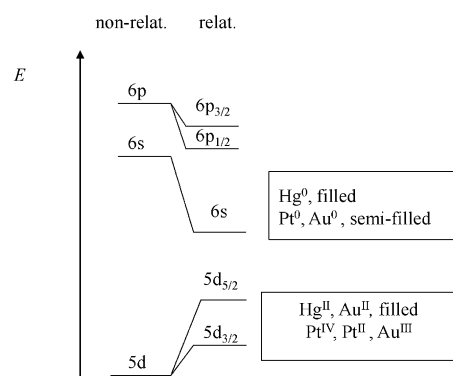 non-relat. relat.
E
6p
6p₃/₂
6p₁/₂
6s
6s
Hg⁰, filled
Pt⁰, Au⁰ , semi-filled
5d₅/₂
5d₃/₂
5d
Hgᴵᴵ, Auᴵᴵ, filled
Ptᴵⱽ, Ptᴵᴵ , Auᴵᴵᴵ